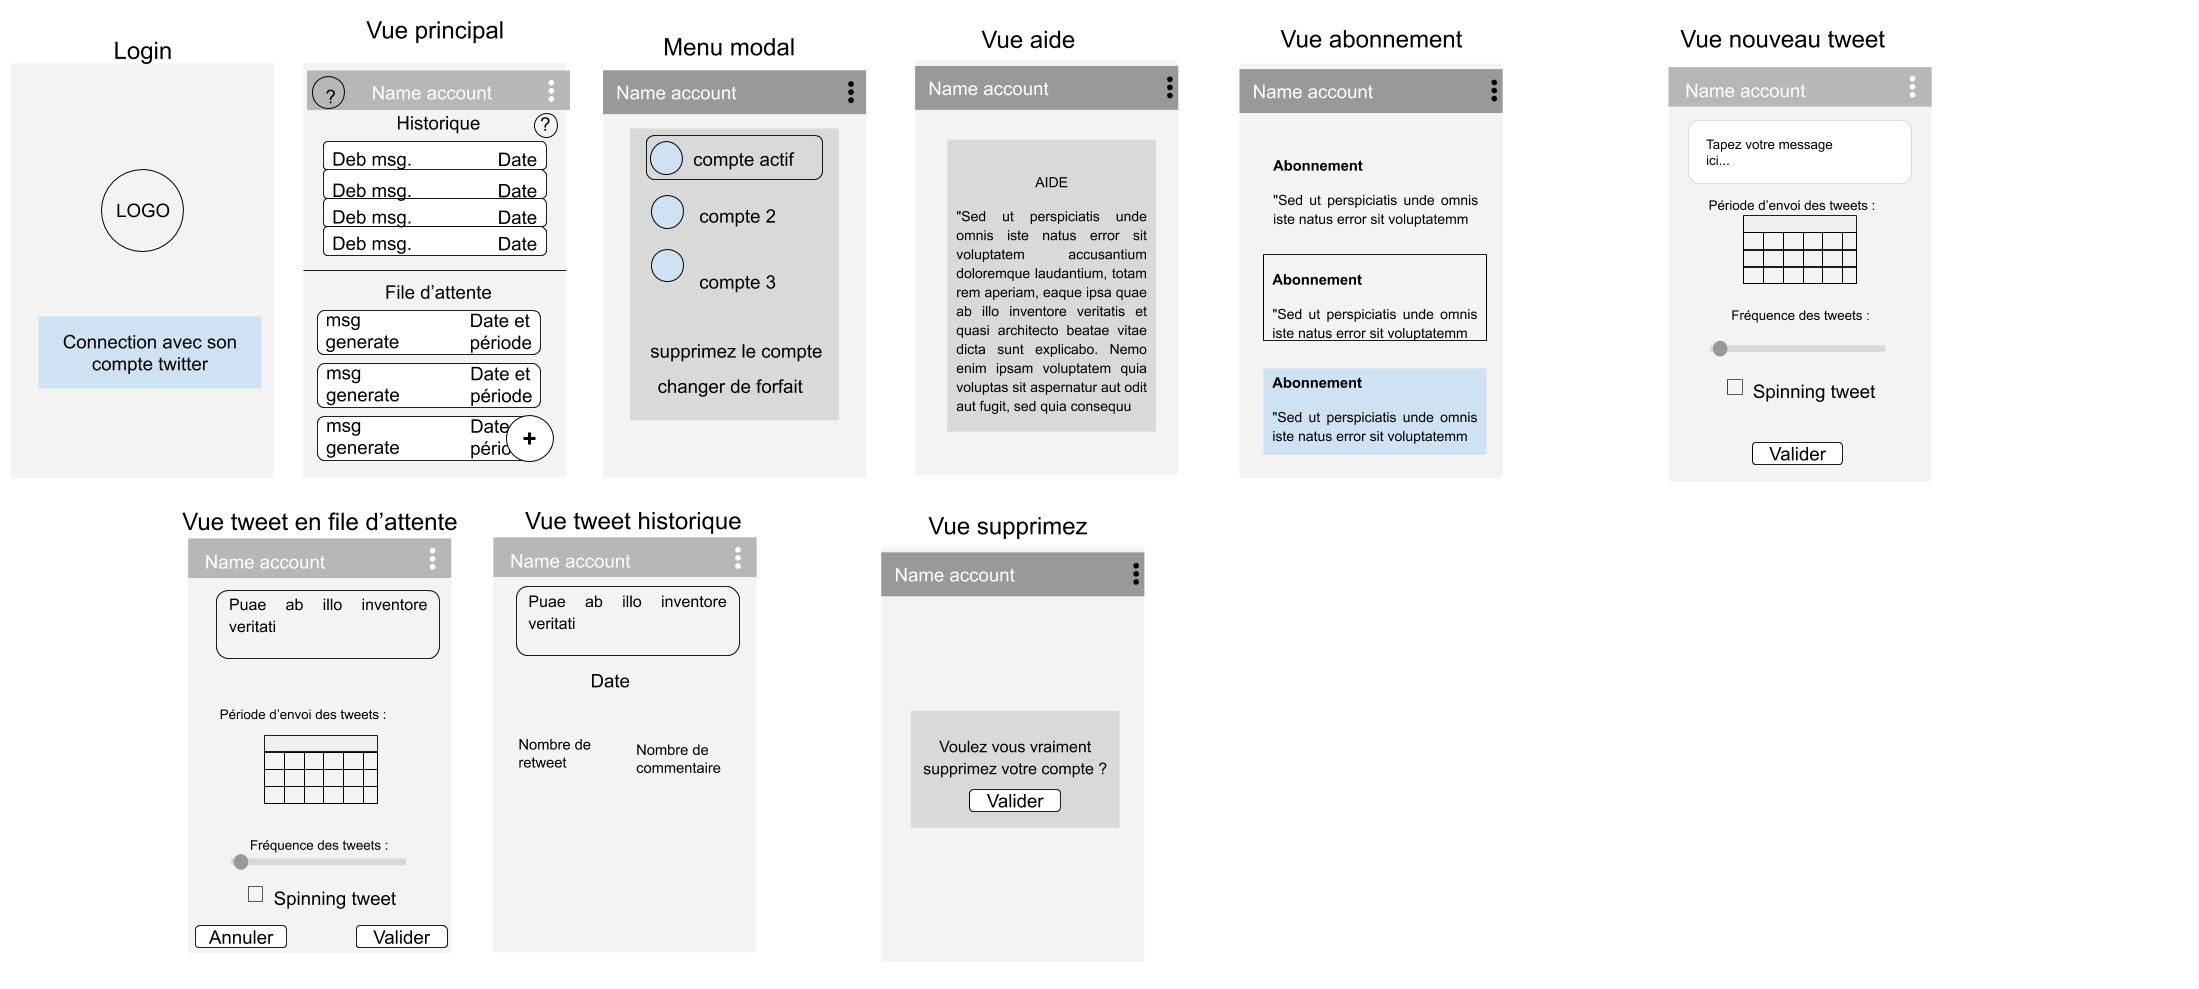 Login
LOGO
Connection avec son
compte twitter
Vue principal
?
Name account
Historique
?
Deb msg. Date
Deb msg. Date
Deb msg. Date
Deb msg. Date
File d’attente
msg Date et
generate période
msg Date et
generate période
msg Date
generate pério
+
Menu modal
Name account
compte actif
compte 2
compte 3
supprimez le compte
changer de forfait
Vue aide
Name account
AIDE
"Sed ut perspiciatis unde
omnis iste natus error sit
voluptatem accusantium
doloremque laudantium, totam
rem aperiam, eaque ipsa quae
ab illo inventore veritatis et
quasi architecto beatae vitae
dicta sunt explicabo. Nemo
enim ipsam voluptatem quia
voluptas sit aspernatur aut odit
aut fugit, sed quia consequu
Vue abonnement
Name account
Abonnement
"Sed ut perspiciatis unde omnis
iste natus error sit voluptatemm
Abonnement
"Sed ut perspiciatis unde omnis
iste natus error sit voluptatemm
Abonnement
"Sed ut perspiciatis unde omnis
iste natus error sit voluptatemm
Vue nouveau tweet
Name account
Tapez votre message
ici...
Période d’envoi des tweets :
Fréquence des tweets :
Spinning tweet
Valider
Vue tweet en file d’attente
Name account
Puae ab illo inventore
veritati
Période d’envoi des tweets :
Fréquence des tweets :
Spinning tweet
Annuler Valider
Vue tweet historique
Name account
Puae ab illo inventore
veritati
Date
Nombre de
retweet
Nombre de
commentaire
Vue supprimez
Name account
Voulez vous vraiment
supprimez votre compte ?
Valider